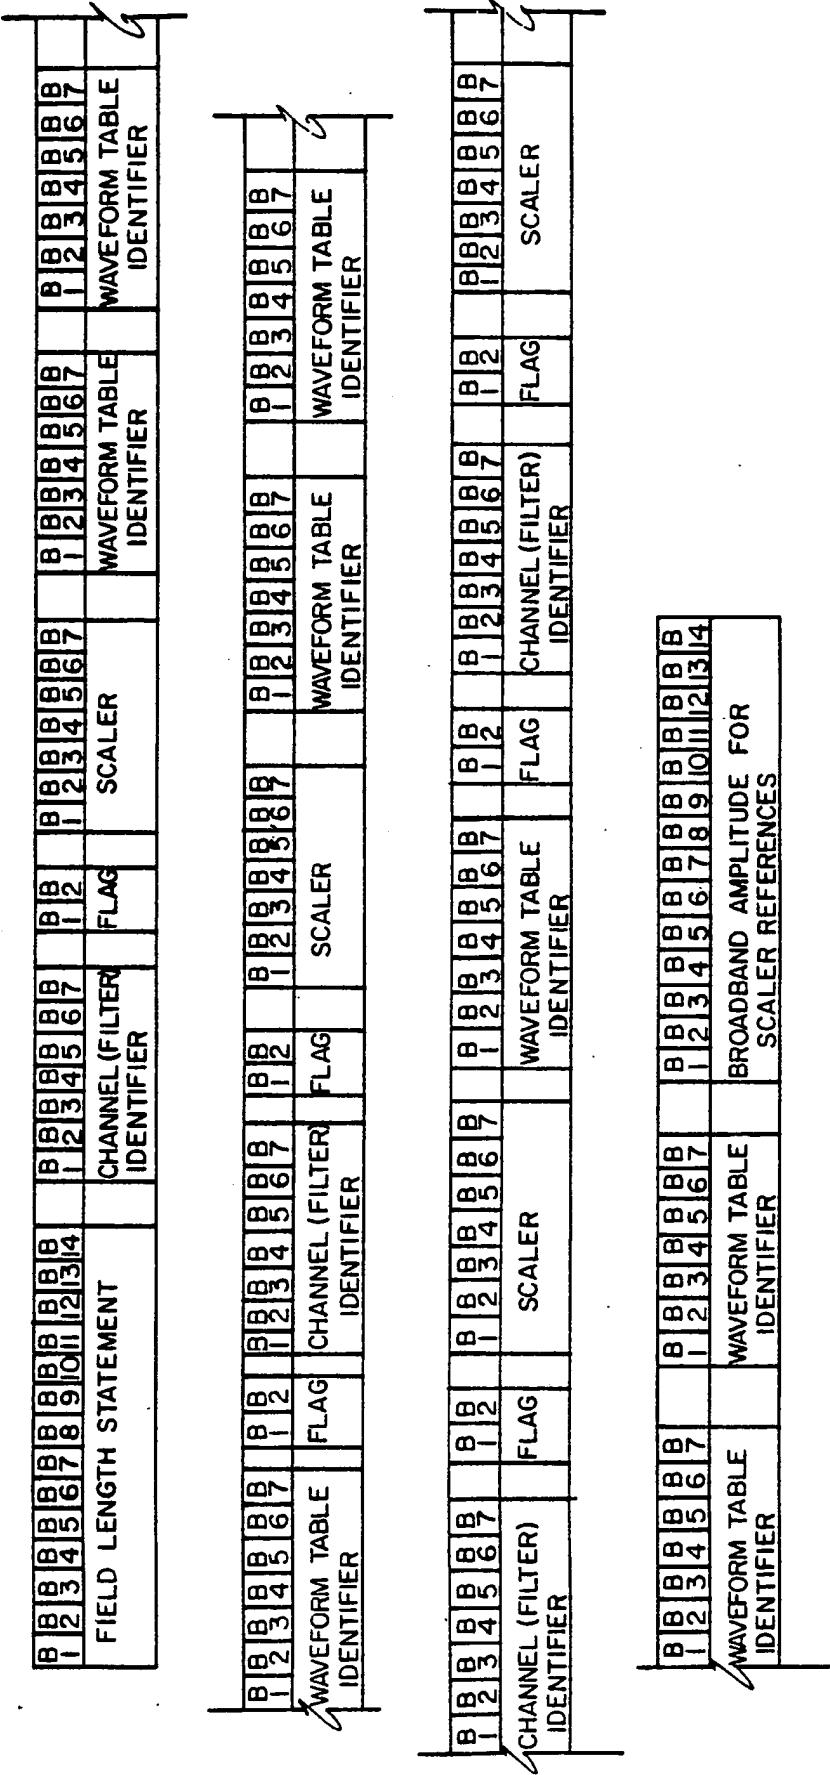 B B B B B B B B B B B B B B
1 2 3 4 5 6 7 8 9 10 11 12 13 14
FIELD LENGTH STATEMENT
B B B B B B B
1 2 3 4 5 6 7
CHANNEL (FILTER)
IDENTIFIER
B B
1 2
FLAG
B B B B B B B
1 2 3 4 5 6 7
SCALER
B B B B B B B
1 2 3 4 5 6 7
WAVEFORM TABLE
IDENTIFIER
B B B B B B B
1 2 3 4 5 6 7
WAVEFORM TABLE
IDENTIFIER
B B B B B B B
1 2 3 4 5 6 7
WAVEFORM TABLE
IDENTIFIER
B B
1 2
FLAG
B B B B B B B
1 2 3 4 5 6 7
CHANNEL (FILTER)
IDENTIFIER
B B
1 2
FLAG
B B B B B B B
1 2 3 4 5 6 7
SCALER
B B B B B B B
1 2 3 4 5 6 7
WAVEFORM TABLE
IDENTIFIER
B B B B B B B
1 2 3 4 5 6 7
WAVEFORM TABLE
IDENTIFIER
B B B B B B B
1 2 3 4 5 6 7
CHANNEL (FILTER)
IDENTIFIER
B B
1 2
FLAG
B B B B B B B
1 2 3 4 5 6 7
SCALER
B B B B B B B
1 2 3 4 5 6 7
WAVEFORM TABLE
IDENTIFIER
B B
1 2
FLAG
B B B B B B B
1 2 3 4 5 6 7
CHANNEL (FILTER)
IDENTIFIER
B B
1 2
FLAG
B B B B B B B
1 2 3 4 5 6 7
SCALER
B B B B B B B
1 2 3 4 5 6 7
WAVEFORM TABLE
IDENTIFIER
B B B B B B B
1 2 3 4 5 6 7
WAVEFORM TABLE
IDENTIFIER
B B B B B B B B B B B B B B
1 2 3 4 5 6 7 8 9 10 11 12 13 14
BROADBAND AMPLITUDE FOR
SCALER REFERENCES